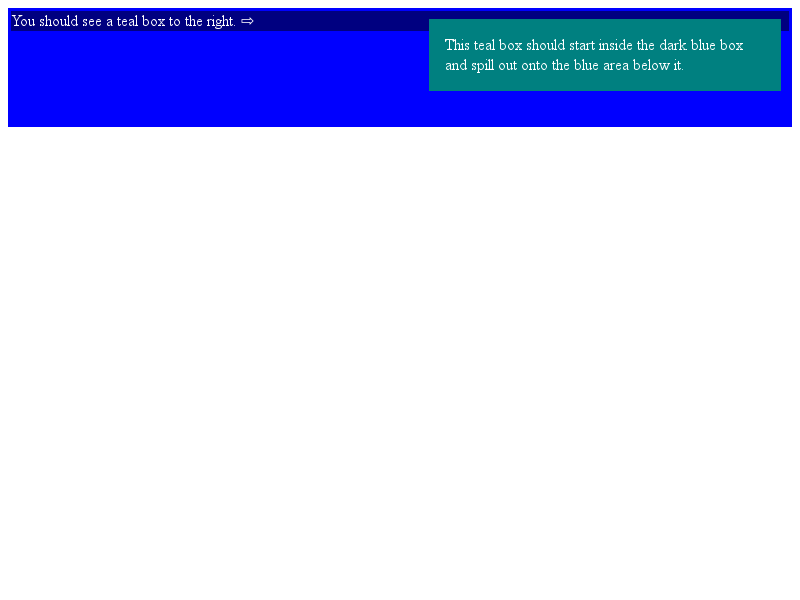 You should see a teal box to the right. ⇨
This teal box should start inside the dark blue box
and spill out onto the blue area below it.